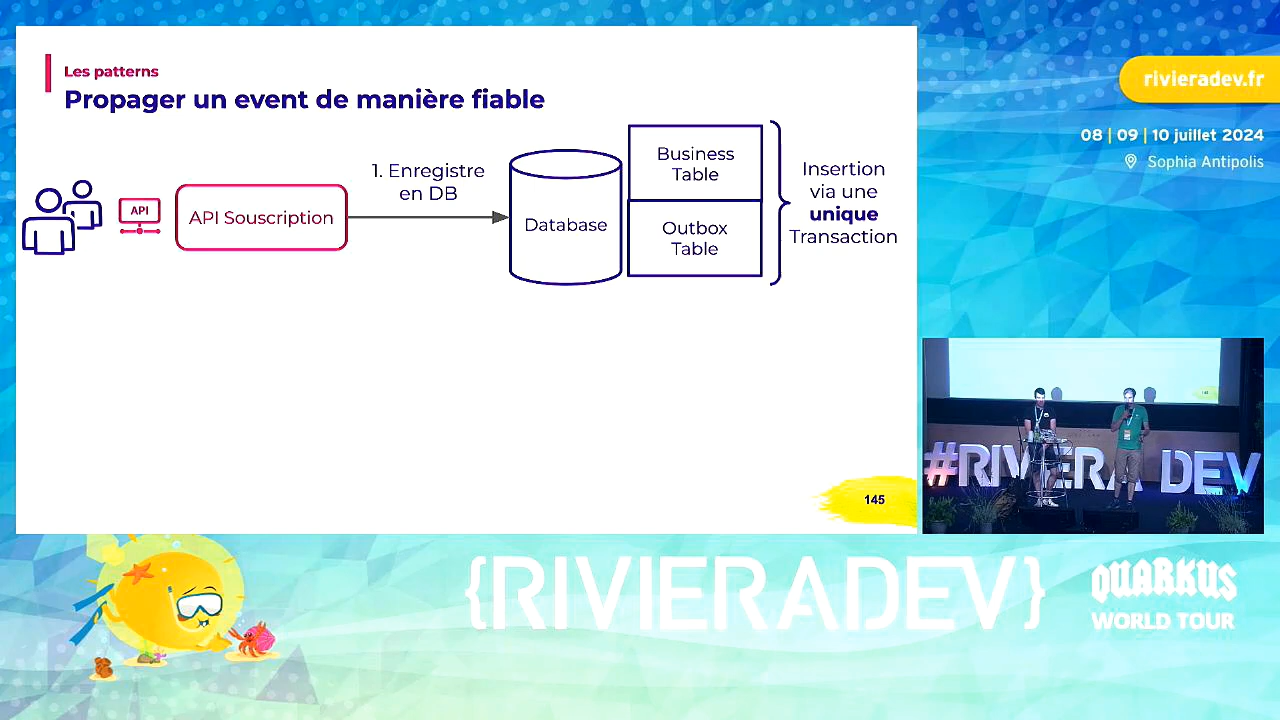 Les patterns
Propager un event de manière fiable
API
API Souscription
1. Enregistre
en DB
Database
Business
Table
Outbox
Table
Insertion
via une
unique
Transaction
145
rivieradev.fr
08 | 09 | 10 juillet 2024
Sophia Antipolis
#RIVIERA DEV
{RIVIERADEV}
QUARKUS
WORLD TOUR